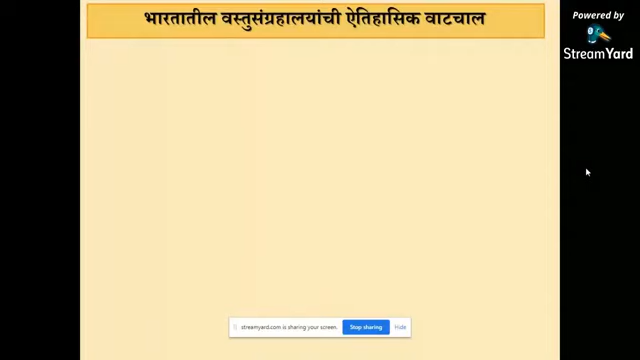 भारतातील वस्तुसंग्रहालयांची ऐतिहासिक वाटचाल
Powered by
StreamYard
streamyard.com is sharing your screen.
Stop sharing
Hide